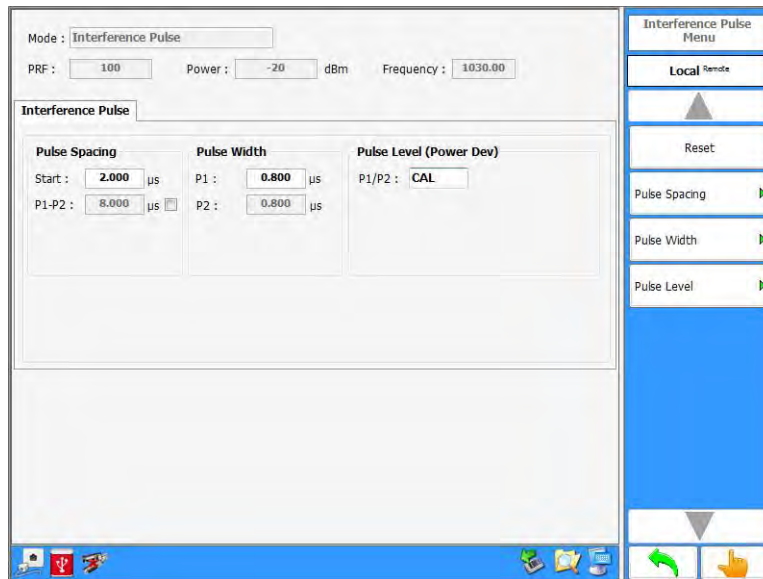 Mode : Interference Pulse
PRF : 100 Power : -20 dBm Frequency : 1030.00
Interference Pulse
Pulse Spacing Pulse Width Pulse Level (Power Dev)
Start : 2.000 µs P1 : 0.800 µs P1/P2 : CAL
P1-P2 : 8.000 µs P2 : 0.800 µs
Interference Pulse
Menu
Local Remote
Reset
Pulse Spacing
Pulse Width
Pulse Level